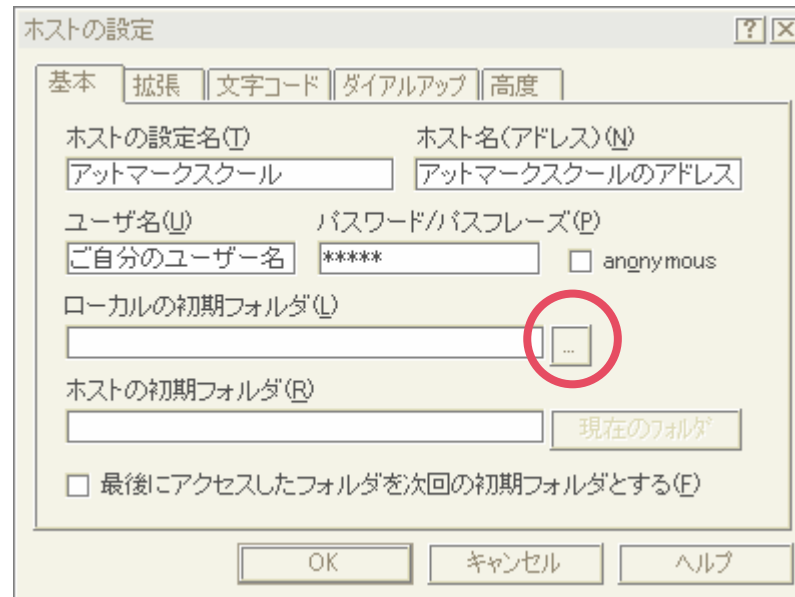 ホストの設定
基本 拡張 文字コード ダイアルアップ 高度
ホストの設定名(T) ホスト名(アドレス)(N)
アットマークスクール アットマークスクールのアドレス
ユーザ名(U) パスワード/パスフレーズ(P)
ご自分のユーザー名 ***** anonymous
ローカルの初期フォルダ(L)
...
ホストの初期フォルダ(R)
現在のフォルダ
最後にアクセスしたフォルダを次回の初期フォルダとする(F)
OK キャンセル ヘルプ